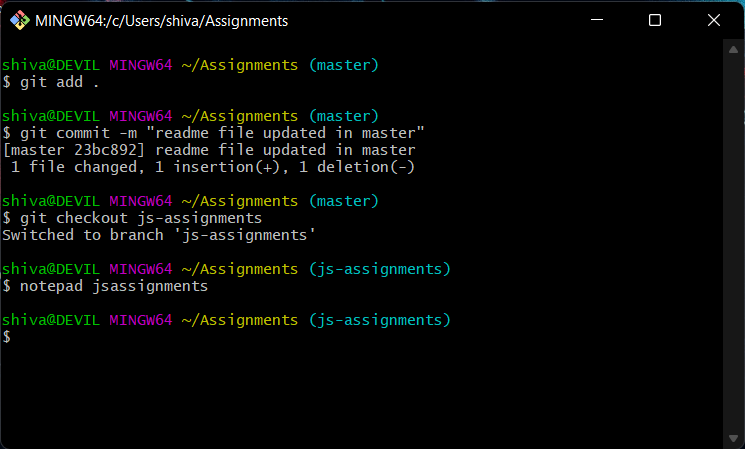 MINGW64:/c/Users/shiva/Assignments
shiva@DEVIL MINGW64 ~/Assignments (master)
$ git add .
shiva@DEVIL MINGW64 ~/Assignments (master)
$ git commit -m "readme file updated in master"
[master 23bc892] readme file updated in master
 1 file changed, 1 insertion(+), 1 deletion(-)
shiva@DEVIL MINGW64 ~/Assignments (master)
$ git checkout js-assignments
Switched to branch 'js-assignments'
shiva@DEVIL MINGW64 ~/Assignments (js-assignments)
$ notepad jsassignments
shiva@DEVIL MINGW64 ~/Assignments (js-assignments)
$